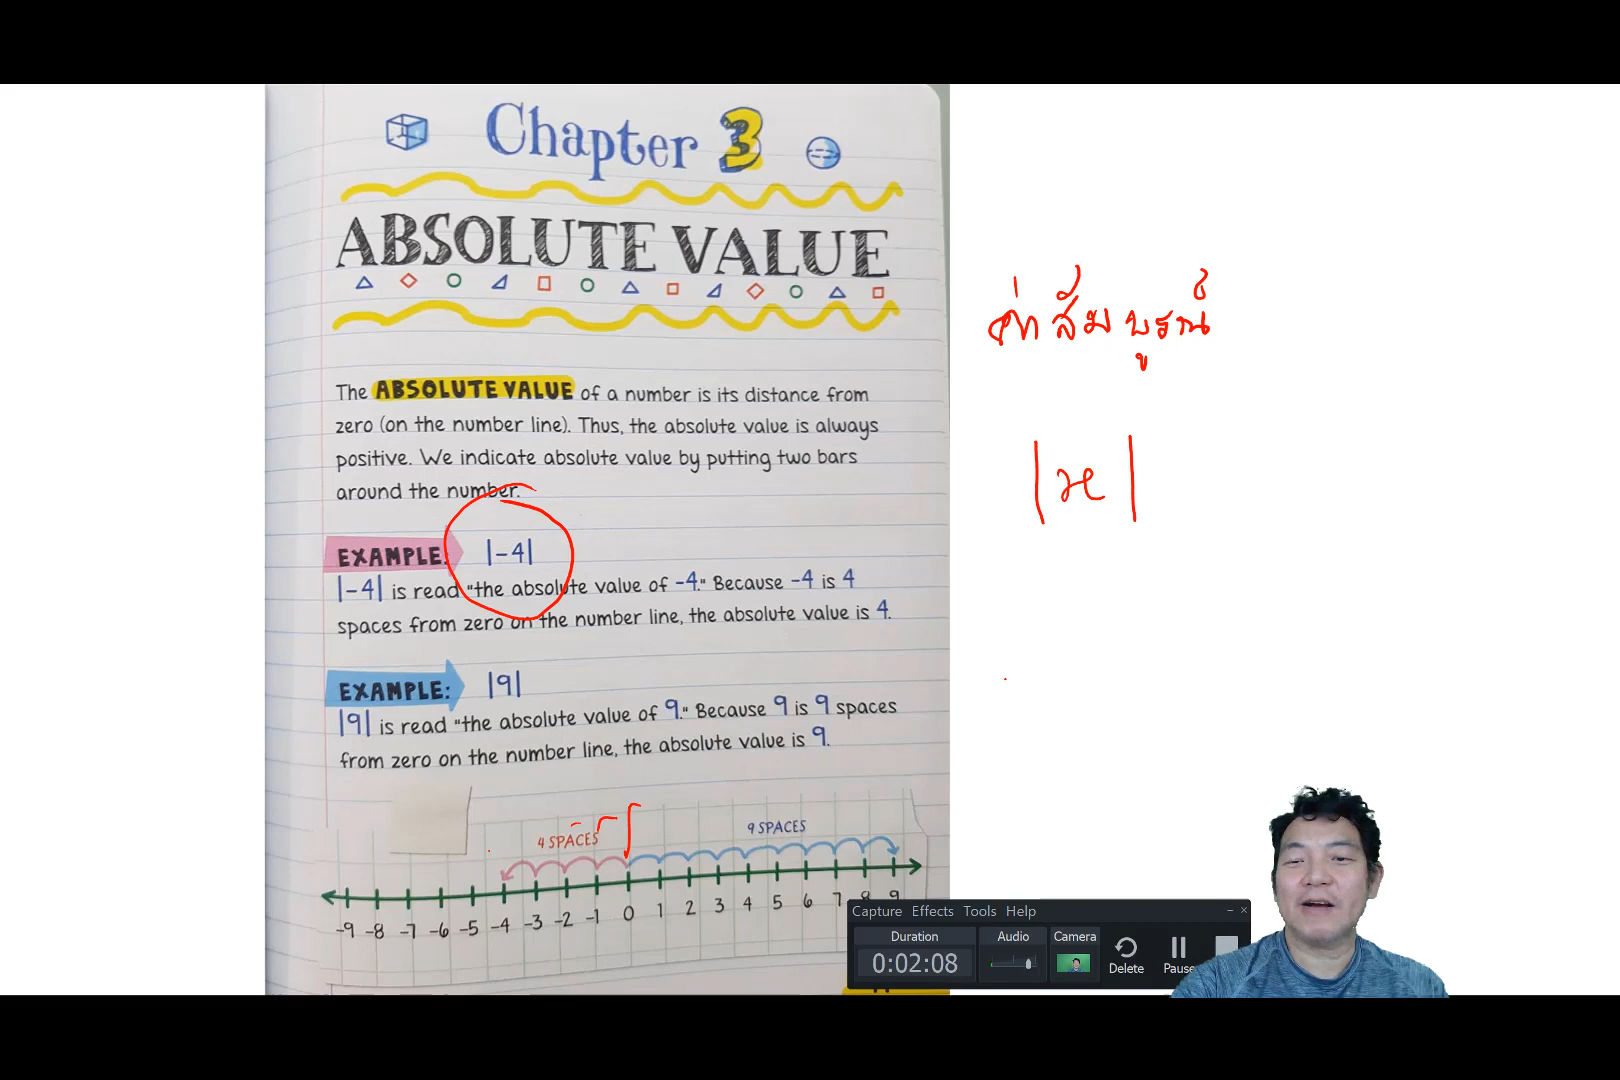 Chapter 3
ABSOLUTE VALUE
The ABSOLUTE VALUE of a number is its distance from
zero (on the number line). Thus, the absolute value is always
positive. We indicate absolute value by putting two bars
around the number.
EXAMPLE: |-4|
|-4| is read "the absolute value of -4." Because -4 is 4
spaces from zero on the number line, the absolute value is 4.
EXAMPLE: |9|
|9| is read "the absolute value of 9." Because 9 is 9 spaces
from zero on the number line, the absolute value is 9.
4 SPACES 9 SPACES
-9 -8 -7 -6 -5 -4 -3 -2 -1 0 1 2 3 4 5 6 7 8 9
ค่าสัมบูรณ์
|x|
Capture Effects Tools Help
Duration Audio Camera
0:02:08 Delete Pause